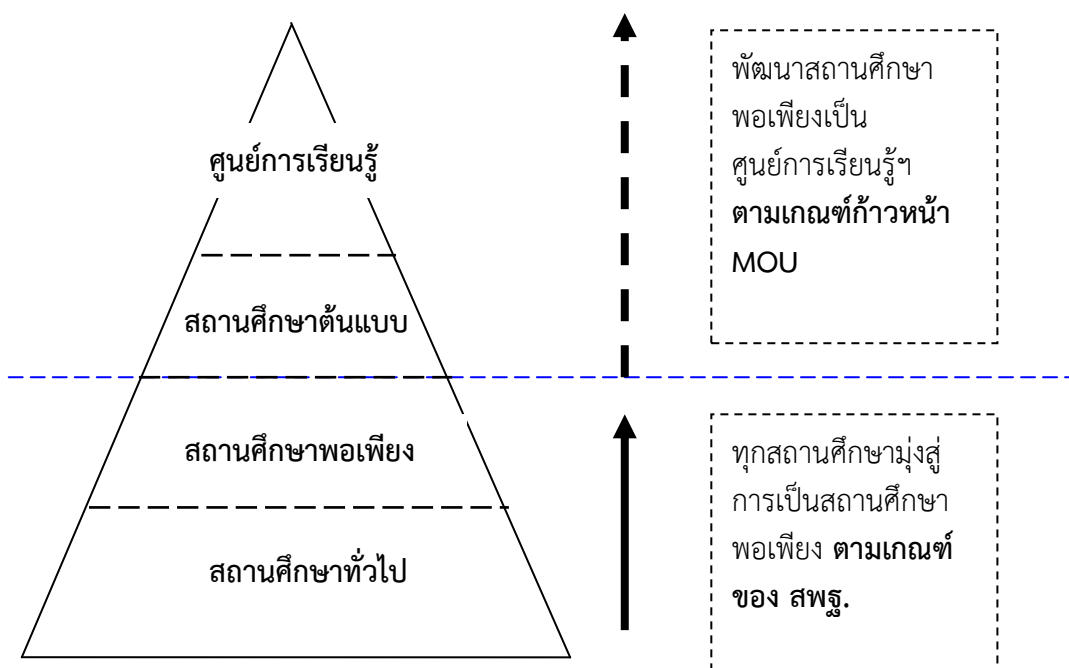 ศูนย์การเรียนรู้
สถานศึกษาต้นแบบ
สถานศึกษาพอเพียง
สถานศึกษาทั่วไป
พัฒนาสถานศึกษา
พอเพียงเป็น
ศูนย์การเรียนรู้ฯ
ตามเกณฑ์ก้าวหน้า
MOU
ทุกสถานศึกษามุ่งสู่
การเป็นสถานศึกษา
พอเพียง ตามเกณฑ์
ของ สพฐ.